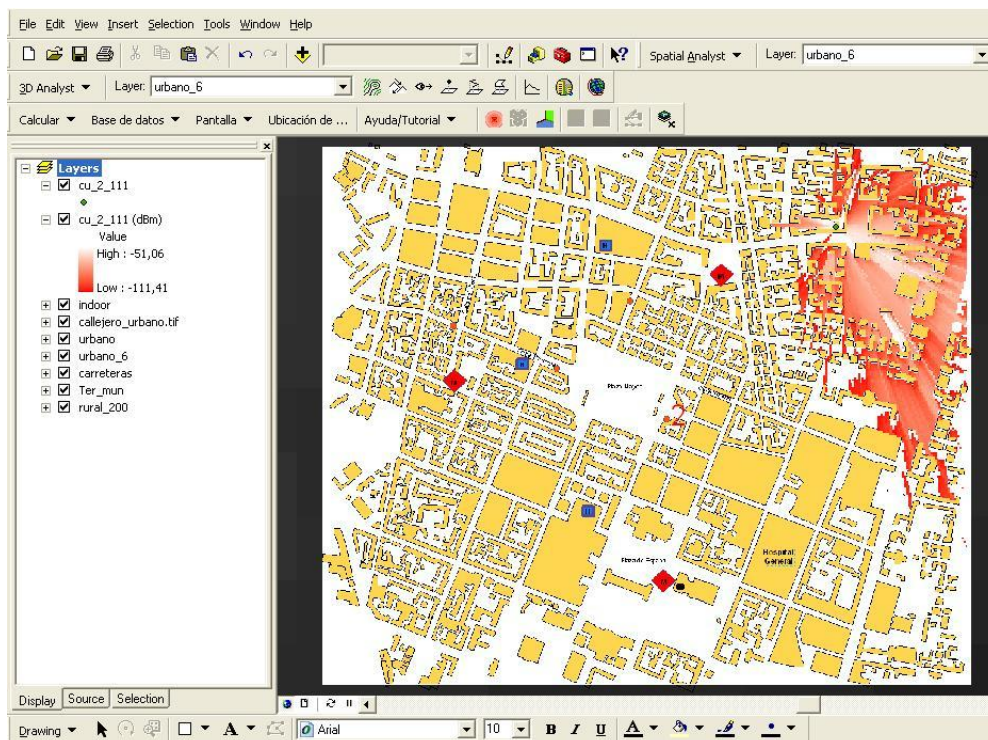 File Edit View Insert Selection Tools Window Help
Spatial Analyst Layer: urbano_6
3D Analyst Layer: urbano_6
Calcular Base de datos Pantalla Ubicación de ... Ayuda/Tutorial
Layers
cu_2_111
cu_2_111 (dBm)
Value
High : -51,06
Low : -111,41
indoor
callejero_urbano.tif
urbano
urbano_6
carreteras
Ter_mun
rural_200
Plaza Mayor
2
Hospital
General
Display Source Selection
Drawing A Arial 10 B I U A